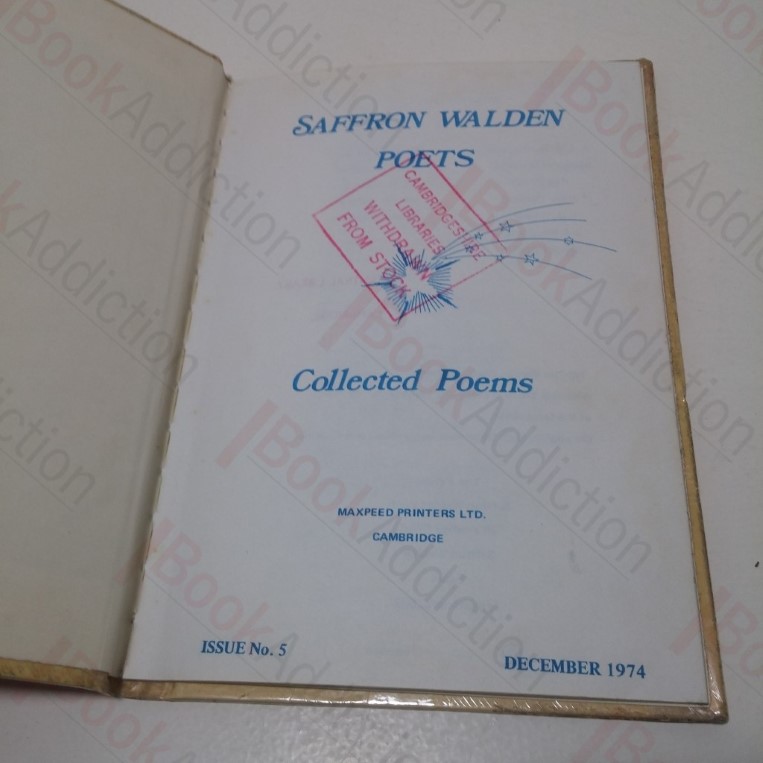 SAFFRON WALDEN
POETS
CAMBRIDGESHIRE
LIBRARIES
WITHDRAWN
FROM STOCK
Collected Poems
MAXPEED PRINTERS LTD.
CAMBRIDGE
ISSUE No. 5
DECEMBER 1974
BookAddiction